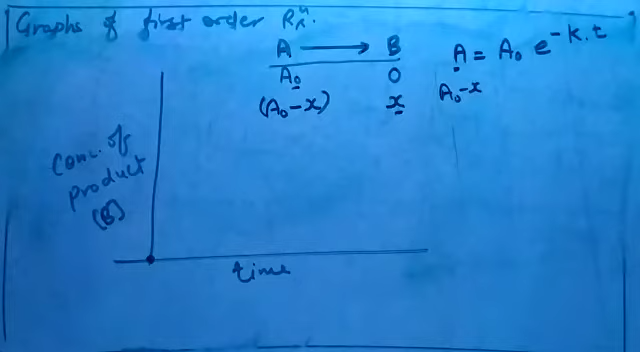 Graphs of first order Rxn.
A → B
A₀ 0
(A₀-x) x
A = A₀ e^-k.t
A₀-x
Conc. of
product
(B)
time